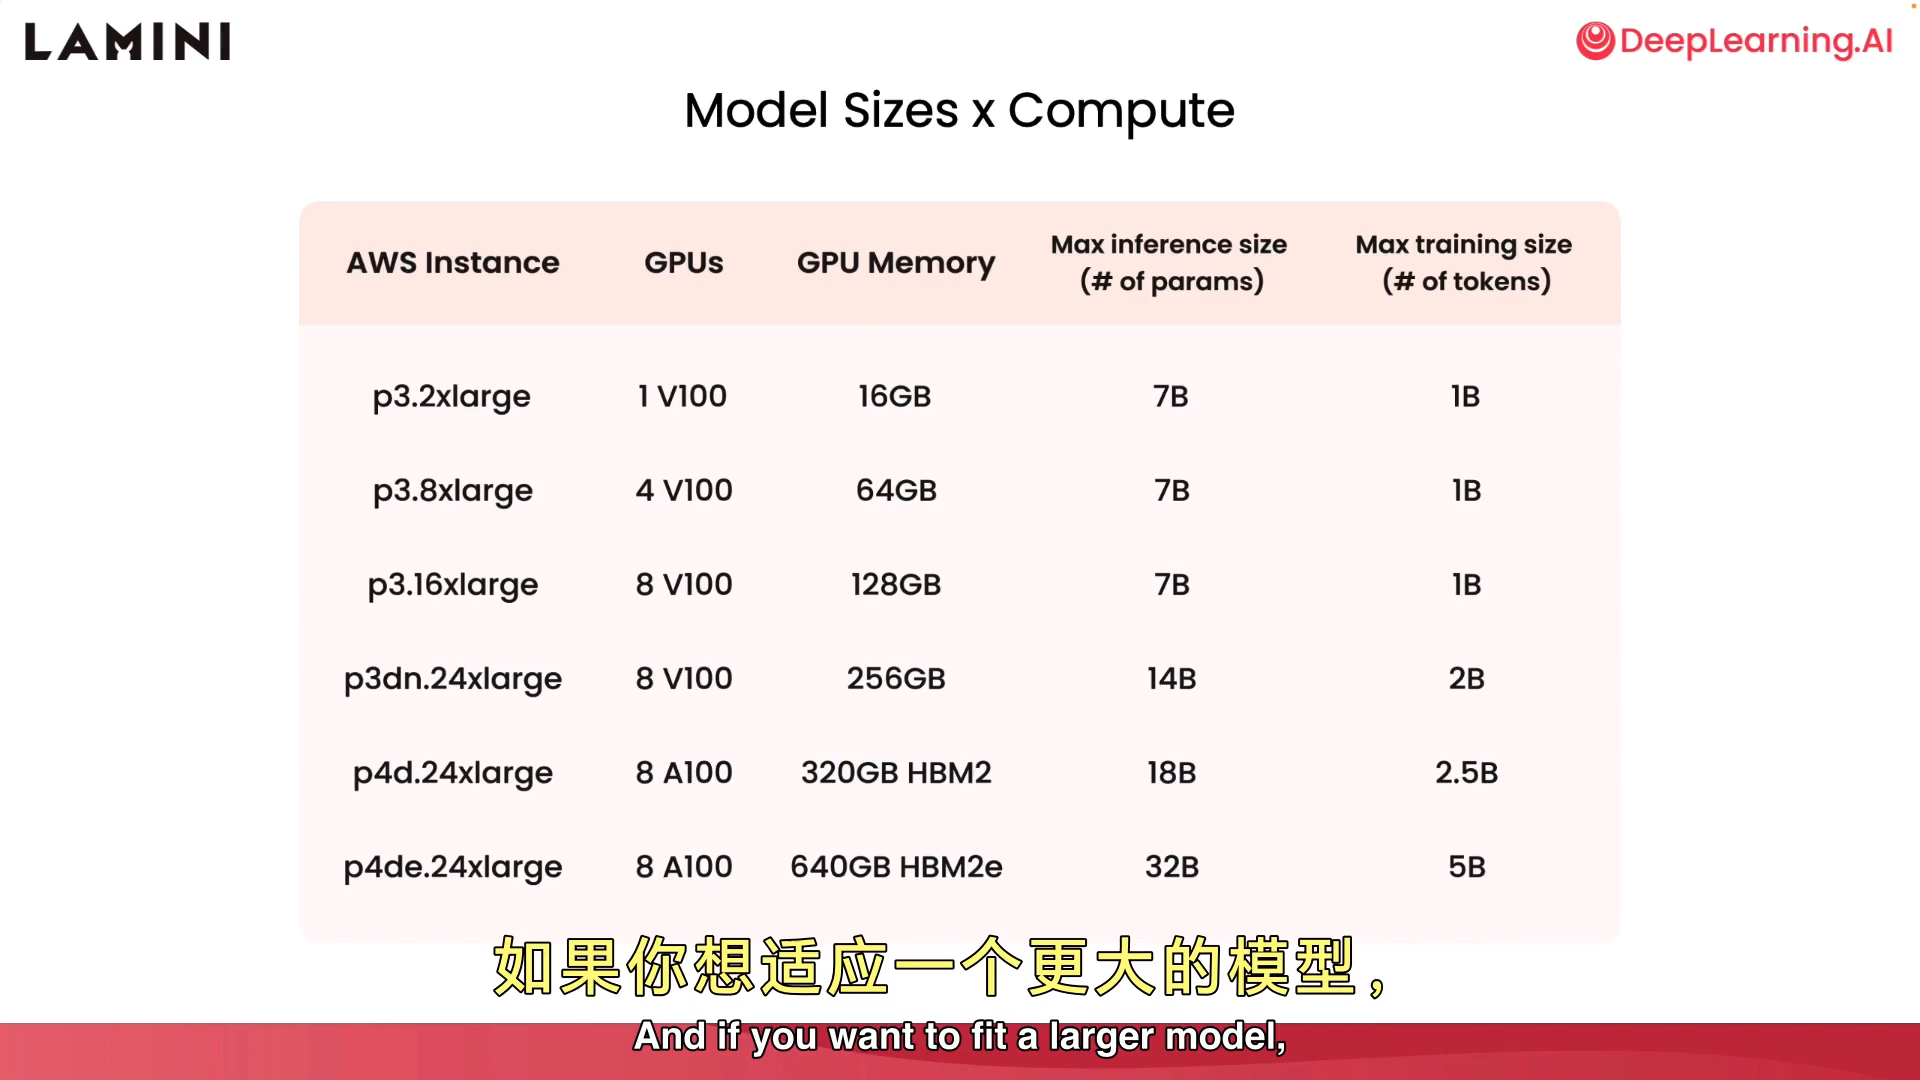 LAMINI
DeepLearning.AI
Model Sizes x Compute
AWS Instance GPUs GPU Memory Max inference size (# of params) Max training size (# of tokens)
p3.2xlarge 1 V100 16GB 7B 1B
p3.8xlarge 4 V100 64GB 7B 1B
p3.16xlarge 8 V100 128GB 7B 1B
p3dn.24xlarge 8 V100 256GB 14B 2B
p4d.24xlarge 8 A100 320GB HBM2 18B 2.5B
p4de.24xlarge 8 A100 640GB HBM2e 32B 5B
如果你想适应一个更大的模型，
And if you want to fit a larger model,